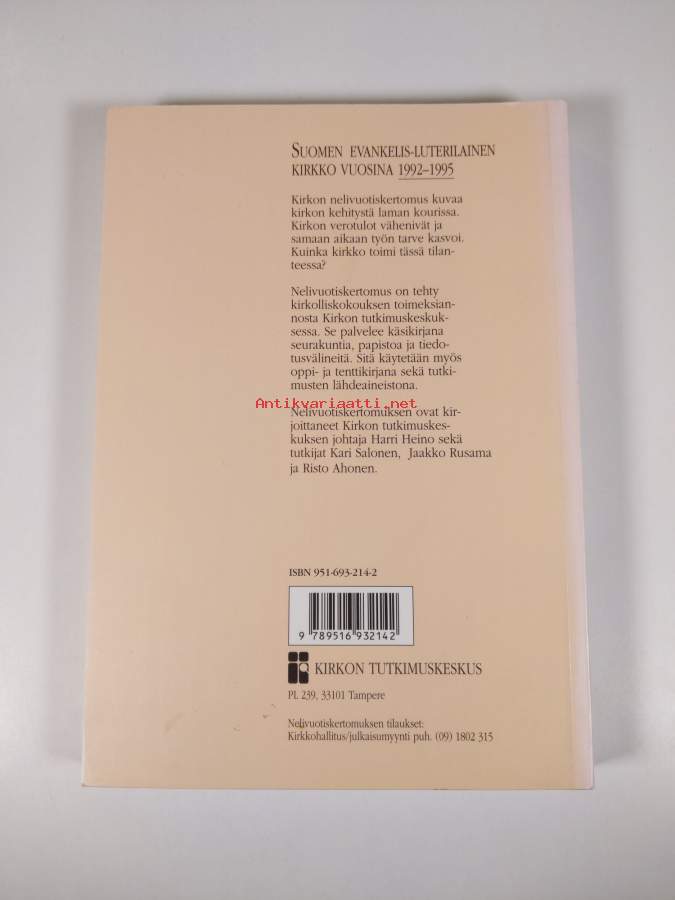 SUOMEN EVANKELIS-LUTERILAINEN
KIRKKO VUOSINA 1992–1995
Kirkon nelivuotiskertomus kuvaa
kirkon kehitystä laman kourissa.
Kirkon verotulot vähenivät ja
samaan aikaan työn tarve kasvoi.
Kuinka kirkko toimi tässä tilan-
teessa?
Nelivuotiskertomus on tehty
kirkolliskokouksen toimeksian-
nosta Kirkon tutkimuskeskuk-
sessa. Se palvelee käsikirjana
seurakuntia, papistoa ja tiedo-
tusvälineitä. Sitä käytetään myös
oppi- ja tenttikirjana sekä tutki-
musten lähdeaineistona.
Antikvariaatti.net
Nelivuotiskertomuksen ovat kir-
joittaneet Kirkon tutkimuskes-
kuksen johtaja Harri Heino sekä
tutkijat Kari Salonen, Jaakko Rusama
ja Risto Ahonen.
ISBN 951-693-214-2
9 789516 932142
KIRKON TUTKIMUSKESKUS
PL 239, 33101 Tampere
Nelivuotiskertomuksen tilaukset:
Kirkkohallitus/julkaisumyynti puh. (09) 1802 315